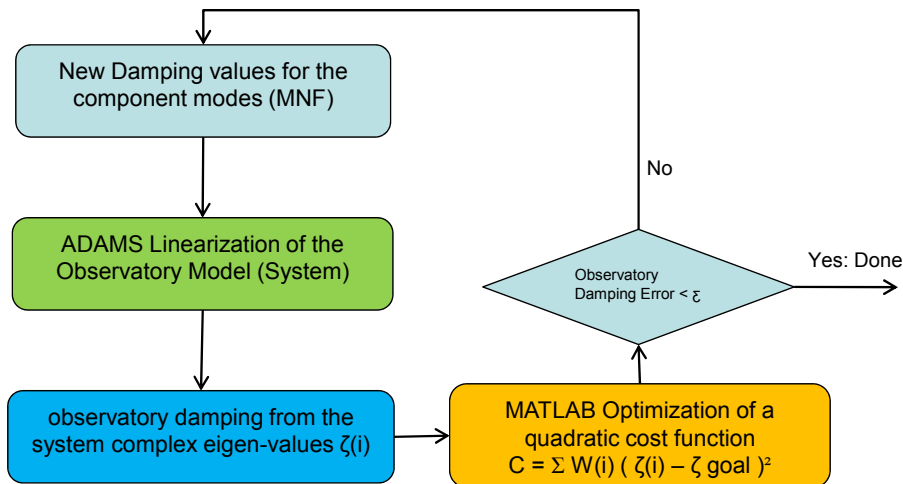 New Damping values for the
component modes (MNF)
ADAMS Linearization of the
Observatory Model (System)
observatory damping from the
system complex eigen-values ζ(i)
MATLAB Optimization of a
quadratic cost function
C = Σ W(i) ( ζ(i) – ζ goal )²
Observatory
Damping Error < ξ
No
Yes: Done